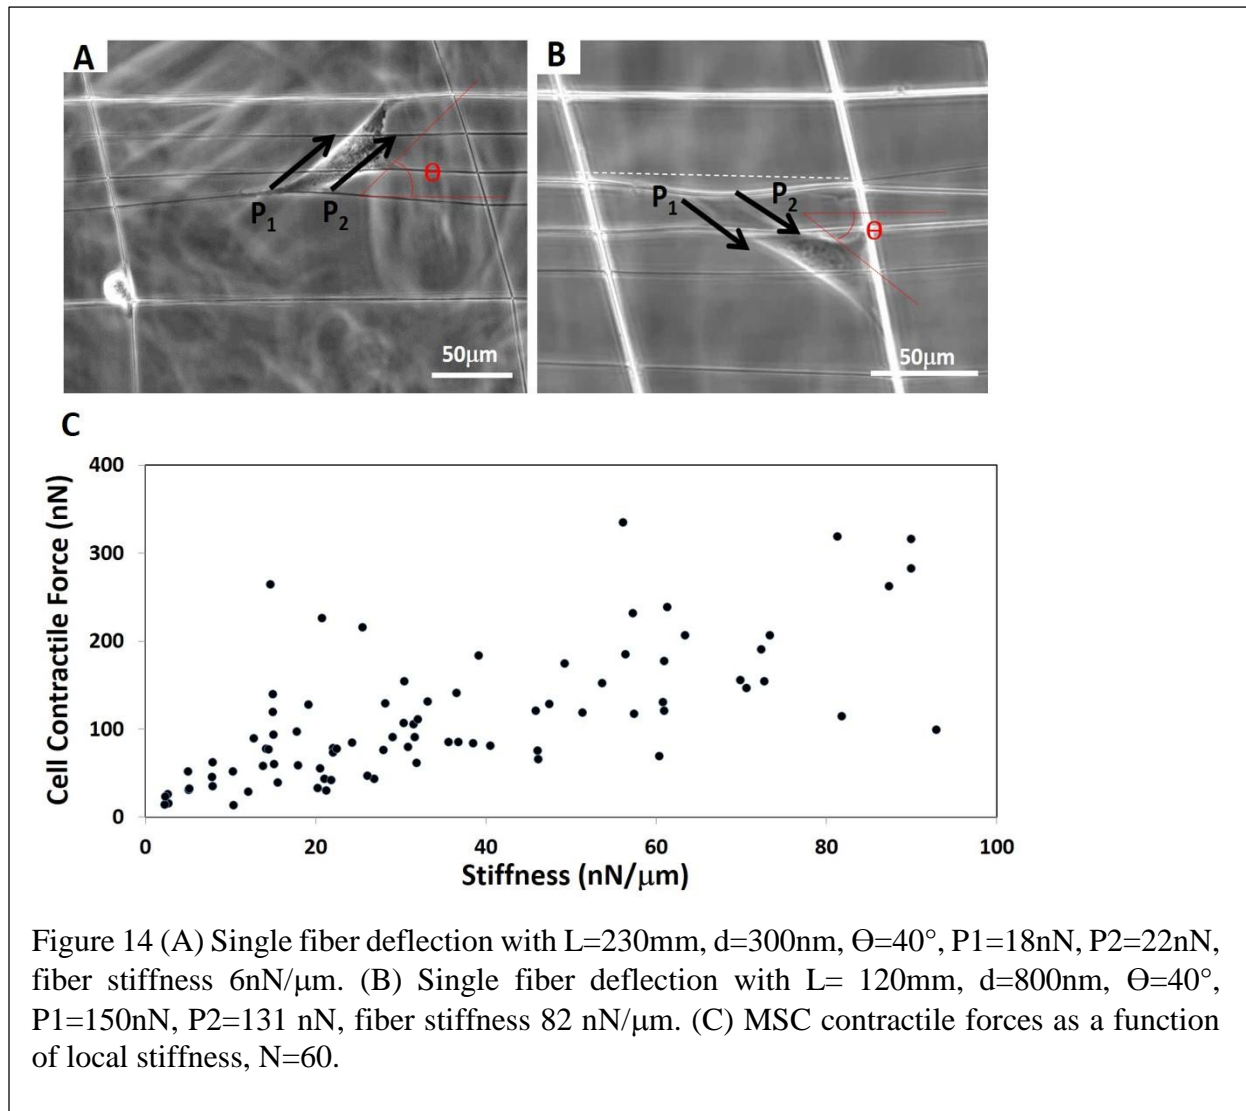 A
B
P1
P2
Ɵ
50μm
P1
P2
Ɵ
50μm
C
Cell Contractile Force (nN)
400
300
200
100
0
0 20 40 60 80 100
Stiffness (nN/μm)
Figure 14 (A) Single fiber deflection with L=230mm, d=300nm, Ɵ=40°, P1=18nN, P2=22nN,
fiber stiffness 6nN/μm. (B) Single fiber deflection with L= 120mm, d=800nm, Ɵ=40°,
P1=150nN, P2=131 nN, fiber stiffness 82 nN/μm. (C) MSC contractile forces as a function
of local stiffness, N=60.